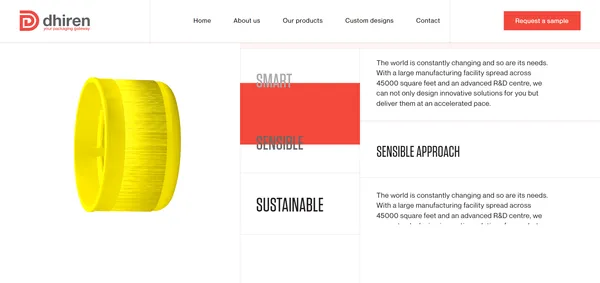 dhiren
your packaging gateway
Home
About us
Our products
Custom designs
Contact
Request a sample
SMART
SENSIBLE
SUSTAINABLE
The world is constantly changing and so are its needs.
With a large manufacturing facility spread across
45000 square feet and an advanced R&D centre, we
can not only design innovative solutions for you but
deliver them at an accelerated pace.
SENSIBLE APPROACH
The world is constantly changing and so are its needs.
With a large manufacturing facility spread across
45000 square feet and an advanced R&D centre, we